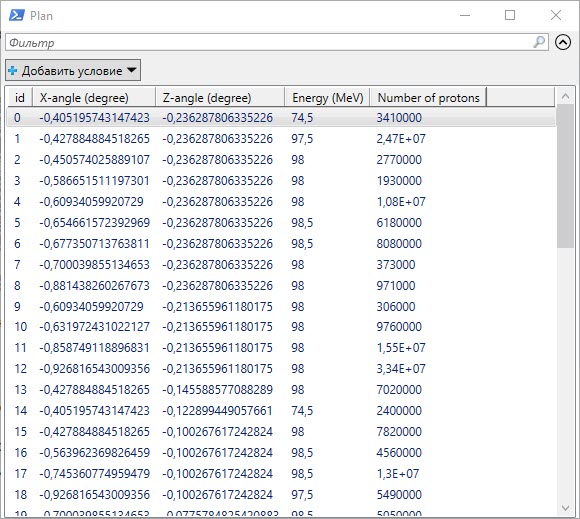 Plan
Фильтр
Добавить условие
id X-angle (degree) Z-angle (degree) Energy (MeV) Number of protons
0 -0,405195743147423 -0,236287806335226 74,5 3410000
1 -0,427884884518265 -0,236287806335226 97,5 2,47E+07
2 -0,450574025889107 -0,236287806335226 98 2770000
3 -0,586651511197301 -0,236287806335226 98 1930000
4 -0,60934059920729 -0,236287806335226 98 1,08E+07
5 -0,654661572392969 -0,236287806335226 98,5 6180000
6 -0,677350713763811 -0,236287806335226 98,5 8080000
7 -0,700039855134653 -0,236287806335226 98 373000
8 -0,881438260267673 -0,236287806335226 98 971000
9 -0,60934059920729 -0,213655961180175 98 306000
10 -0,631972431022127 -0,213655961180175 98 9760000
11 -0,858749118896831 -0,213655961180175 98 1,55E+07
12 -0,926816543009356 -0,213655961180175 98 3,34E+07
13 -0,427884884518265 -0,145588577088289 98 7020000
14 -0,405195743147423 -0,122899449057661 74,5 2400000
15 -0,427884884518265 -0,100267617242824 98 7820000
16 -0,563962369826459 -0,100267617242824 98,5 4560000
17 -0,745360774959479 -0,100267617242824 98,5 1,3E+07
18 -0,926816543009356 -0,100267617242824 97,5 5490000
19 -0,700039855134653 -0,0775784825420883 98,5 5050000